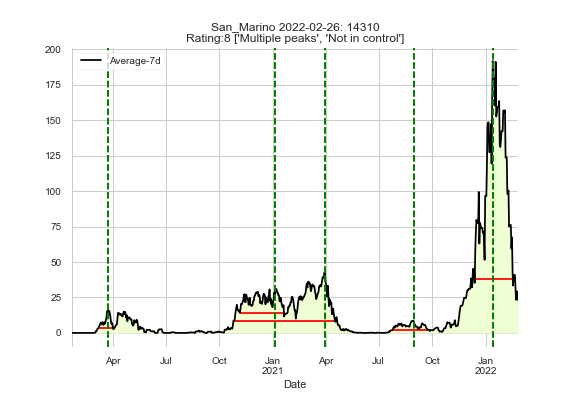 San_Marino 2022-02-26: 14310
Rating:8 ['Multiple peaks', 'Not in control']
Average-7d
200
175
150
125
100
75
50
25
0
Apr Jul Oct Jan Apr Jul Oct Jan
2021 2022
Date